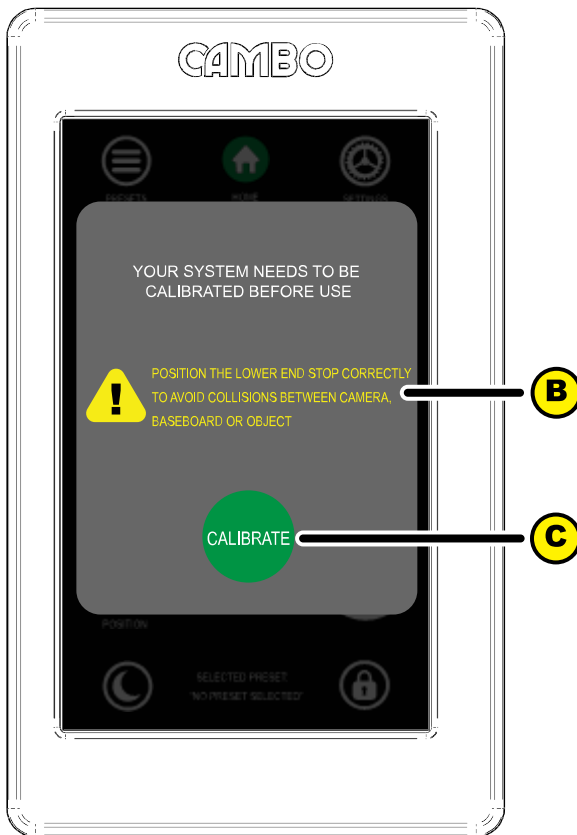 CAMBO
PRESETS
HOME
SETTINGS
YOUR SYSTEM NEEDS TO BE
CALIBRATED BEFORE USE
POSITION THE LOWER END STOP CORRECTLY
TO AVOID COLLISIONS BETWEEN CAMERA,
BASEBOARD OR OBJECT
!
B
CALIBRATE
C
POSITION
SELECTED PRESET:
"NO PRESET SELECTED"